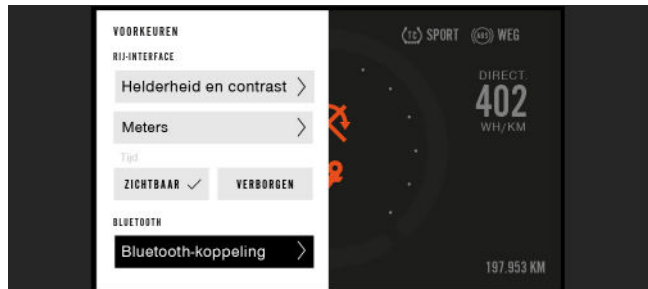 VOORKEUREN
RIJ-INTERFACE
Helderheid en contrast
Meters
Tijd
ZICHTBAAR
VERBORGEN
BLUETOOTH
Bluetooth-koppeling
TC SPORT
ABS WEG
DIRECT.
402
WH/KM
197.953 KM